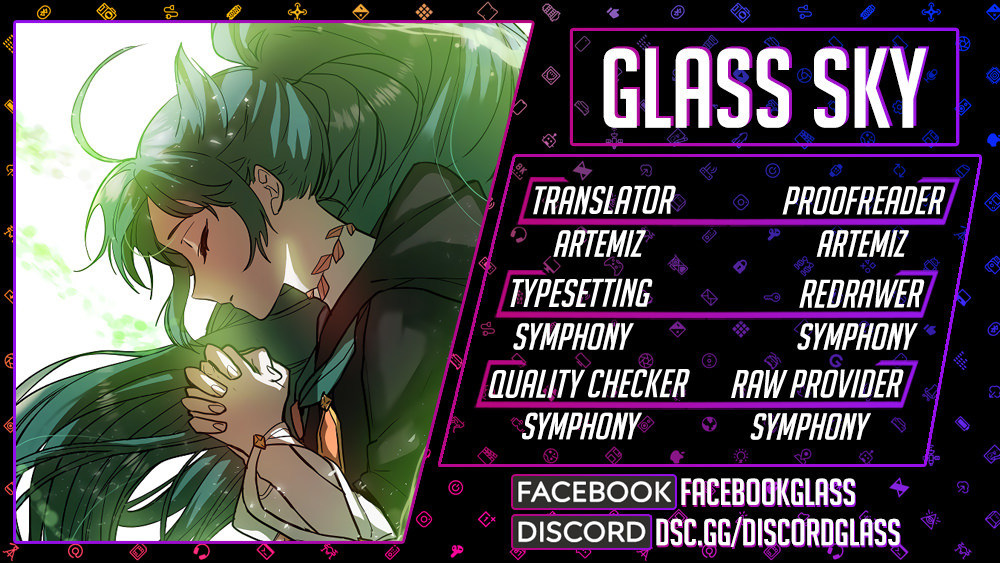 GLASS SKY
TRANSLATOR PROOFREADER
ARTEMIZ ARTEMIZ
TYPESETTING REDRAWER
SYMPHONY SYMPHONY
QUALITY CHECKER RAW PROVIDER
SYMPHONY SYMPHONY
FACEBOOK FACEBOOKGLASS
DISCORD DSC.GG/DISCORDGLASS